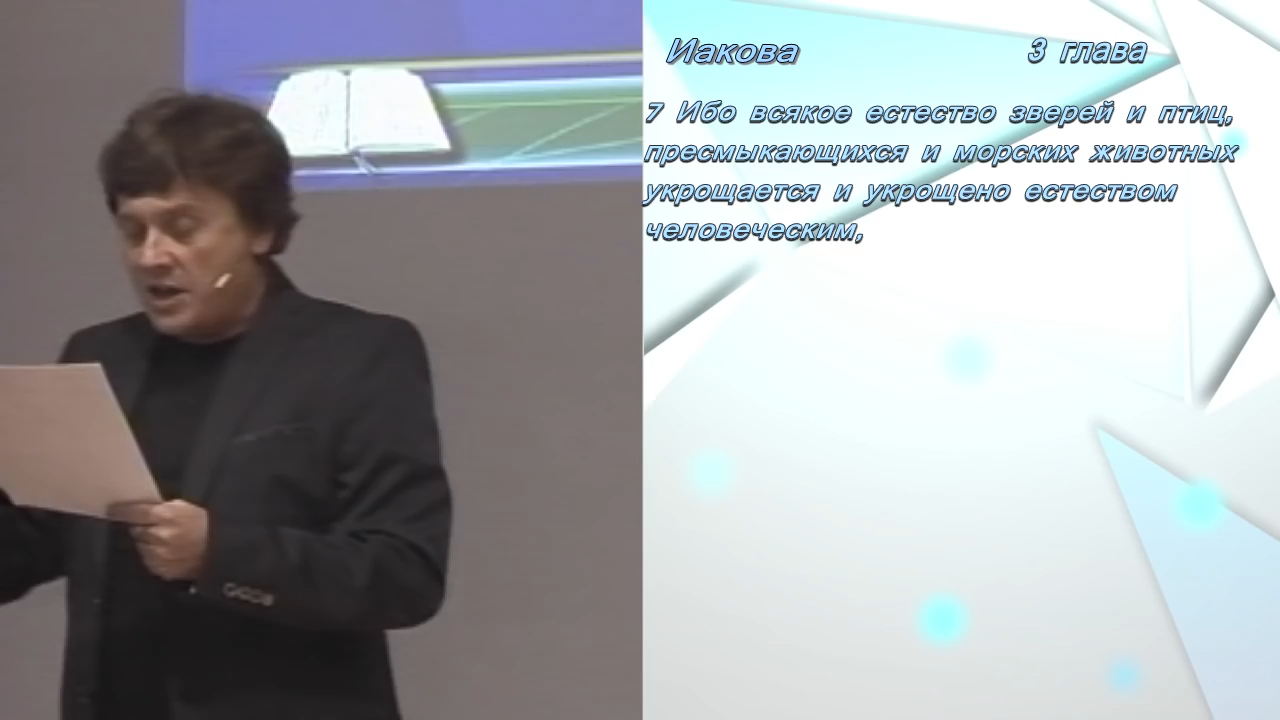 Иакова 3 глава
7 Ибо всякое естество зверей и птиц,
пресмыкающихся и морских животных
укрощается и укрощено естеством
человеческим,